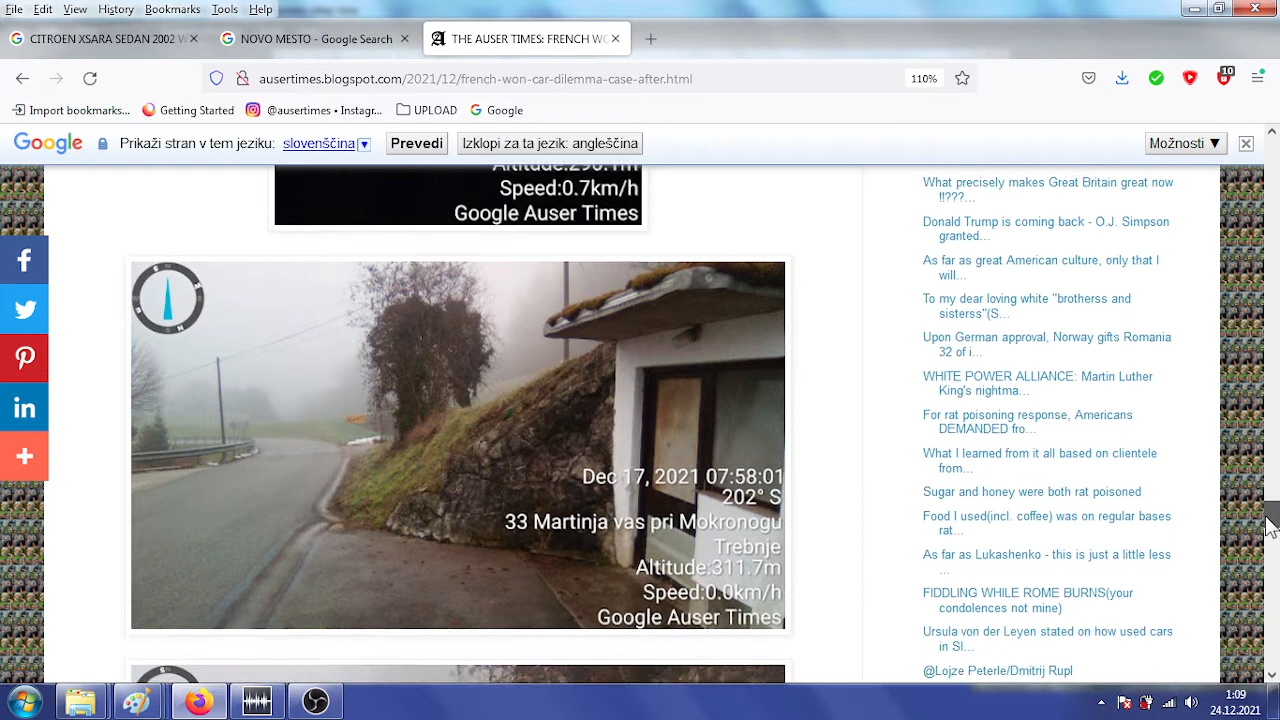 File Edit View History Bookmarks Tools Help
CITROEN XSARA SEDAN 2002 W
NOVO MESTO - Google Search
THE AUSER TIMES: FRENCH WO
ausertimes.blogspot.com/2021/12/french-won-car-dilemma-case-after.html
110%
10
Import bookmarks... Getting Started @ausertimes • Instagr... UPLOAD Google
Google Prikaži stran v tem jeziku: slovenščina Prevedi Izklopi za ta jezik: angleščina Možnosti ▼
Altitude:290.1m
Speed:0.7km/h
Google Auser Times
Dec 17, 2021 07:58:01
202° S
33 Martinja vas pri Mokronogu
Trebnje
Altitude:311.7m
Speed:0.0km/h
Google Auser Times
What precisely makes Great Britain great now
!!???...
Donald Trump is coming back - O.J. Simpson
granted...
As far as great American culture, only that I
will...
To my dear loving white "brotherss and
sisterss"(S...
Upon German approval, Norway gifts Romania
32 of i...
WHITE POWER ALLIANCE: Martin Luther
King's nightma...
For rat poisoning response, Americans
DEMANDED fro...
What I learned from it all based on clientele
from...
Sugar and honey were both rat poisoned
Food I used(incl. coffee) was on regular bases
rat...
As far as Lukashenko - this is just a little less
...
FIDDLING WHILE ROME BURNS(your
condolences not mine)
Ursula von der Leyen stated on how used cars
in Sl...
@Lojze Peterle/Dmitrij Rupl
1:09
24.12.2021